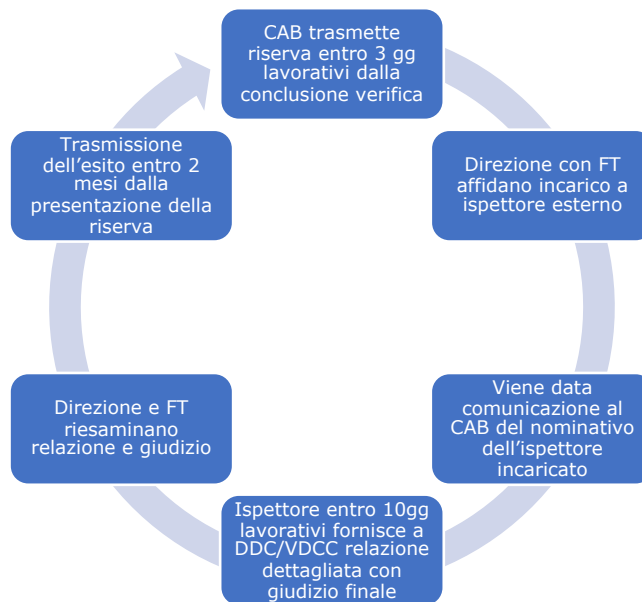 CAB trasmette
riserva entro 3 gg
lavorativi dalla
conclusione verifica
Direzione con FT
affidano incarico a
ispettore esterno
Viene data
comunicazione al
CAB del nominativo
dell'ispettore
incaricato
Ispettore entro 10gg
lavorativi fornisce a
DDC/VDCC relazione
dettagliata con
giudizio finale
Direzione e FT
riesaminano
relazione e giudizio
Trasmissione
dell'esito entro 2
mesi dalla
presentazione della
riserva